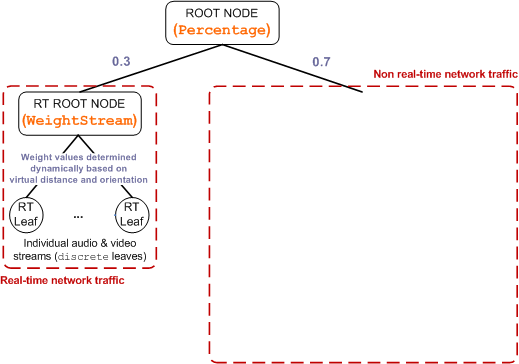 ROOT NODE
(Percentage)
0.3
0.7
Non real-time network traffic
RT ROOT NODE
(WeightStream)
Weight values determined
dynamically based on
virtual distance and orientation
RT
Leaf
...
RT
Leaf
Individual audio & video
streams (discrete leaves)
Real-time network traffic